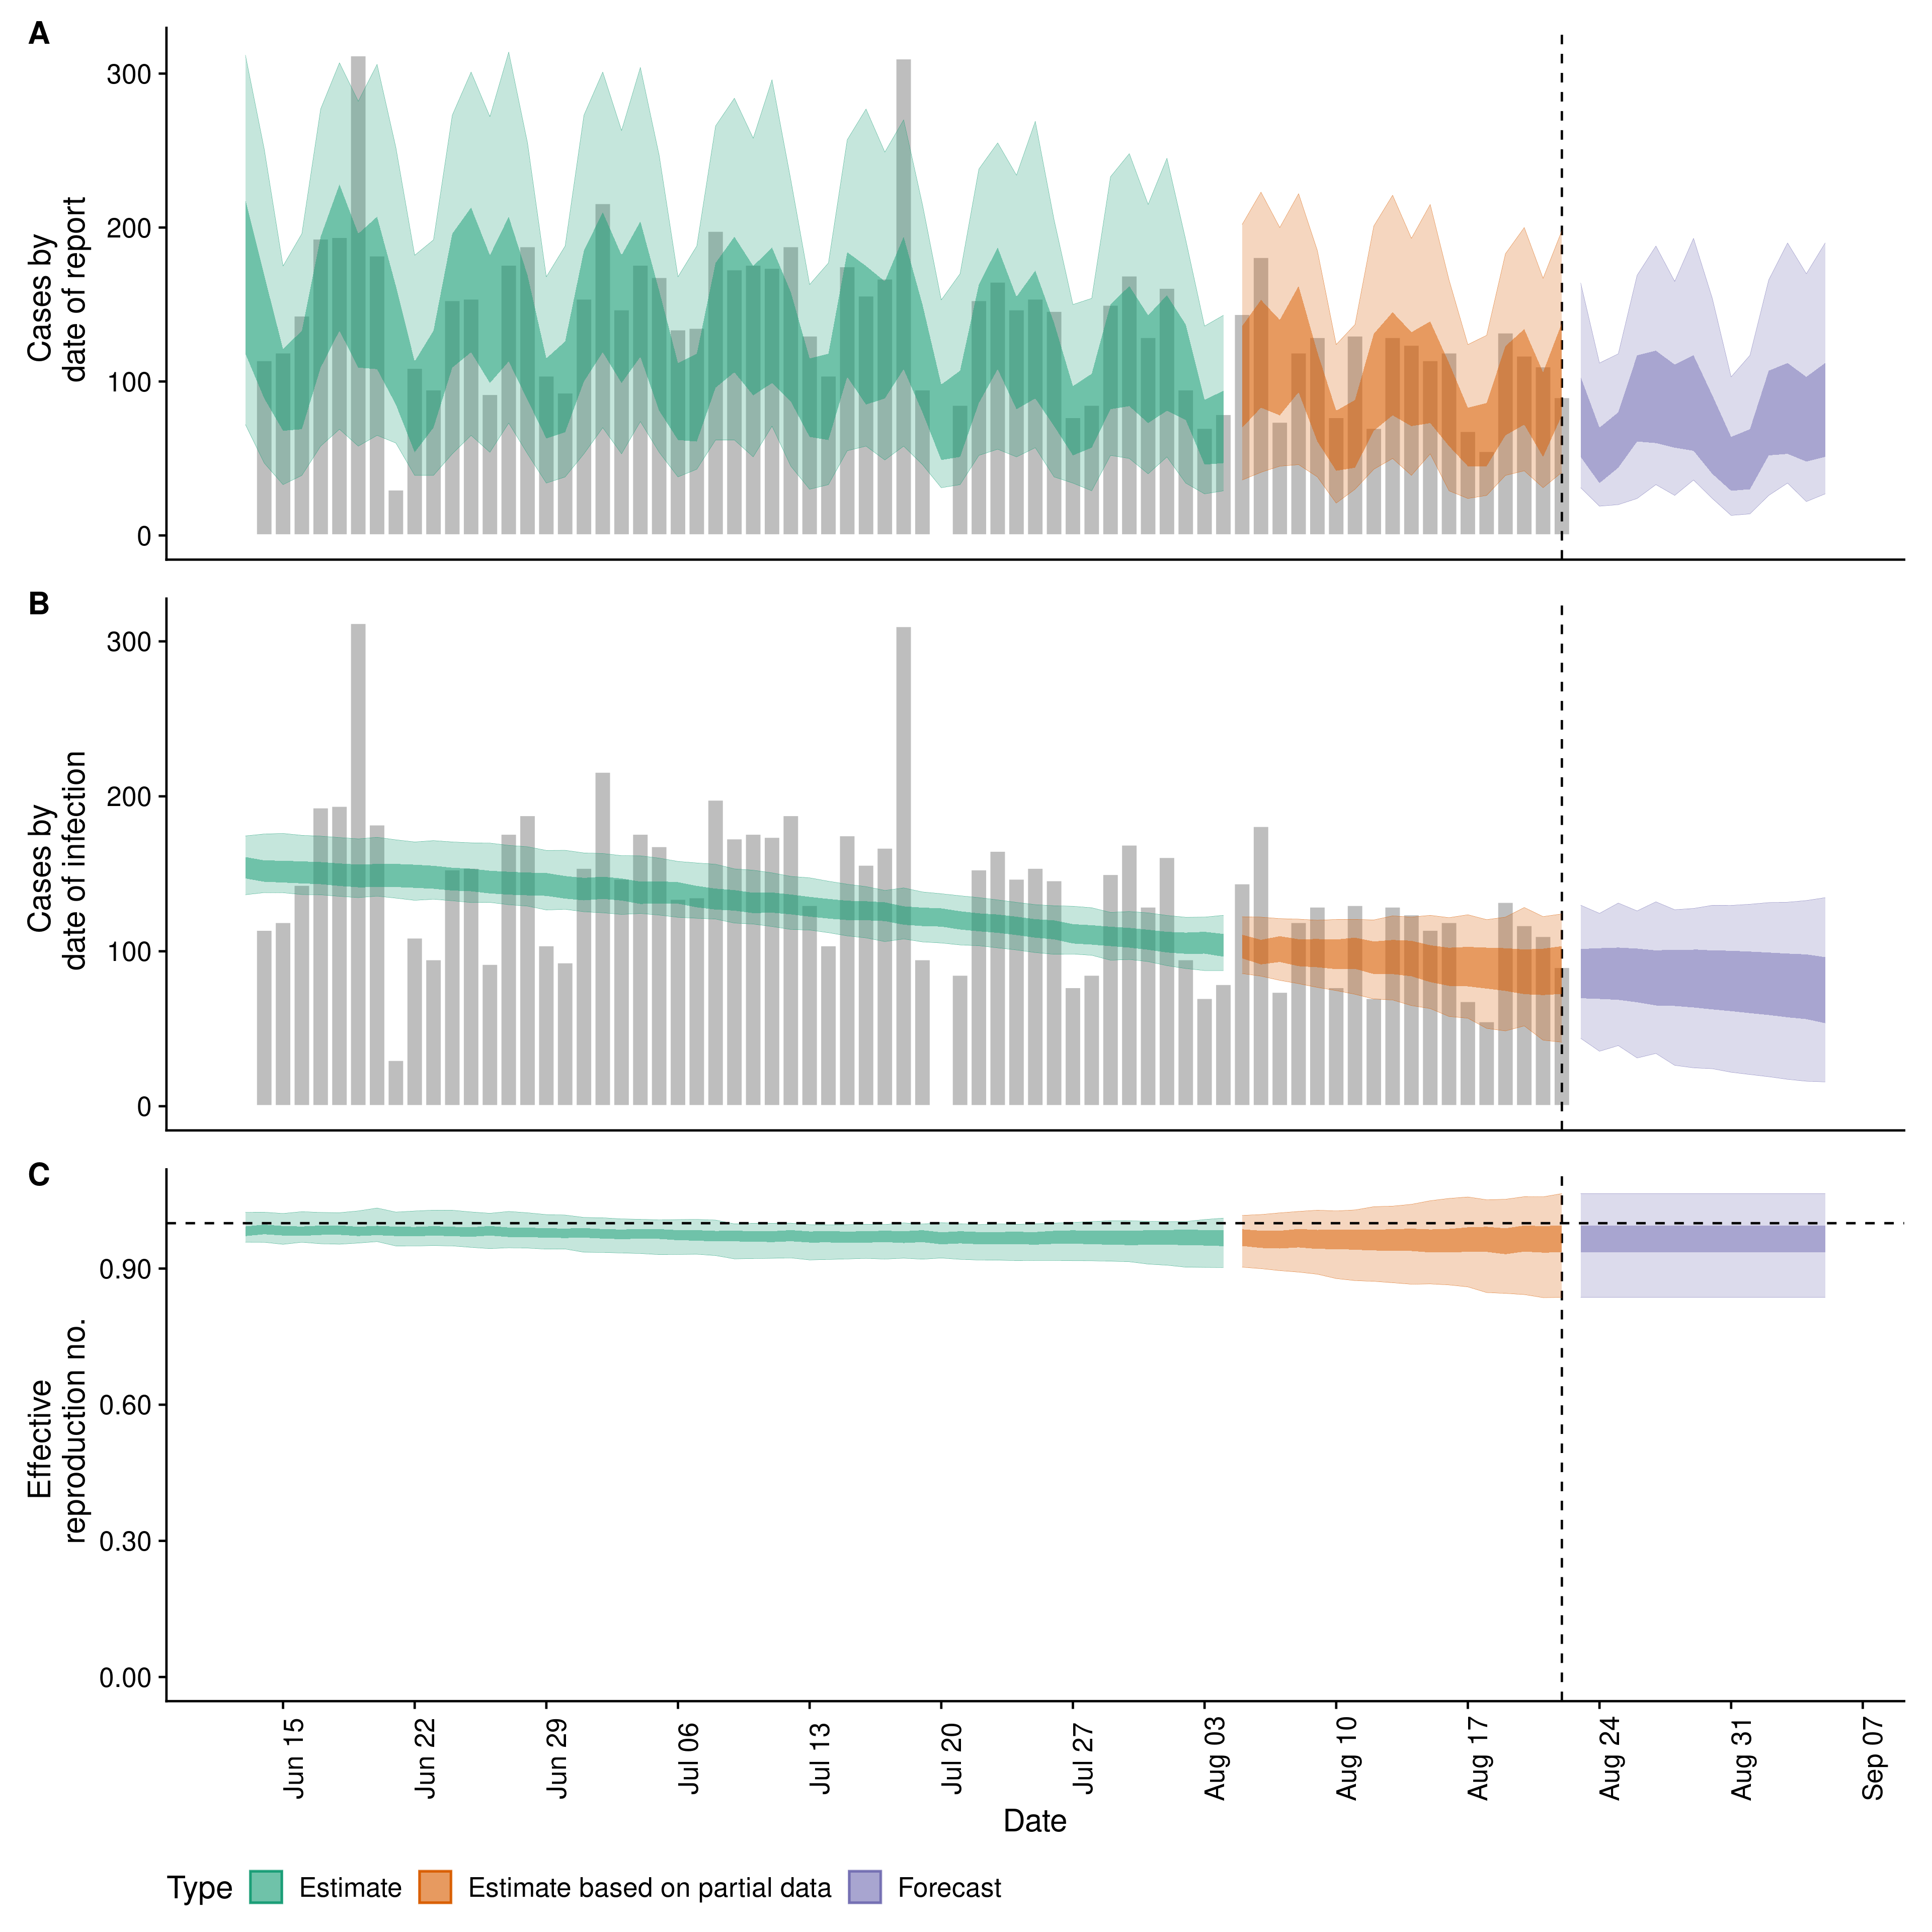 A
Cases by
date of report
300
200
100
0
B
Cases by
date of infection
300
200
100
0
C
Effective
reproduction no.
0.90
0.60
0.30
0.00
Jun 15
Jun 22
Jun 29
Jul 06
Jul 13
Jul 20
Jul 27
Aug 03
Aug 10
Aug 17
Aug 24
Aug 31
Sep 07
Date
Type Estimate Estimate based on partial data Forecast